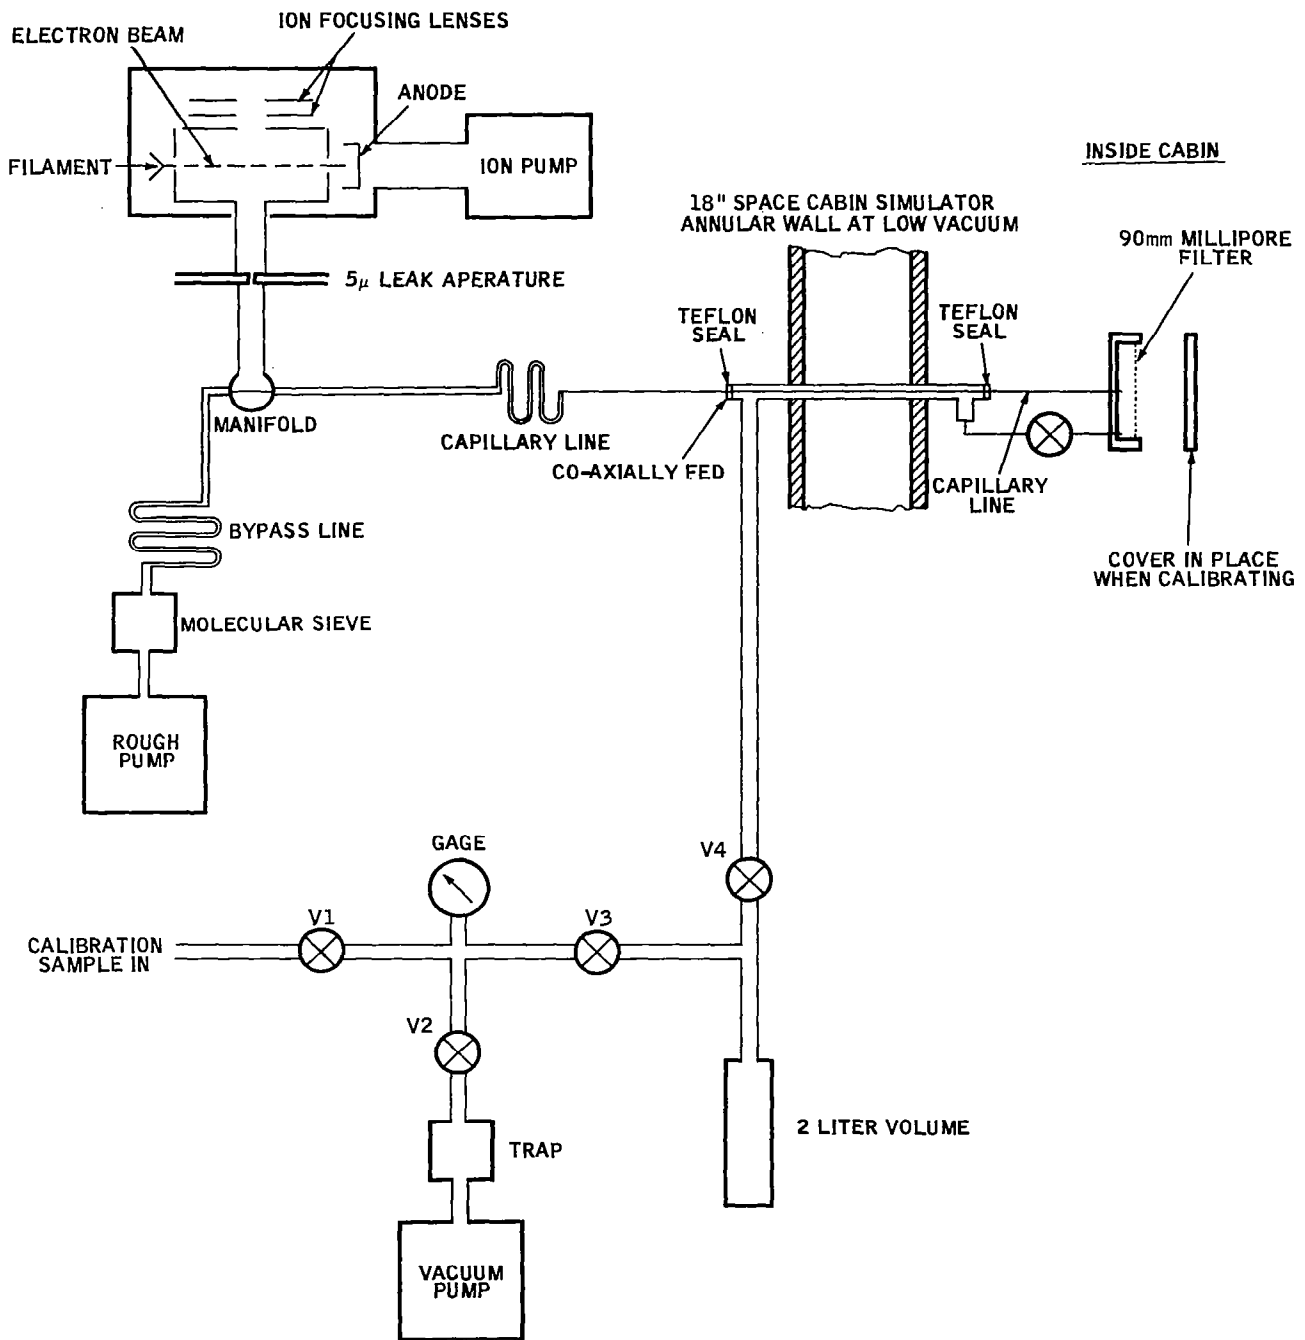 ION FOCUSING LENSES
ELECTRON BEAM
ANODE
FILAMENT
ION PUMP
INSIDE CABIN
18" SPACE CABIN SIMULATOR
ANNULAR WALL AT LOW VACUUM
90mm MILLIPORE
FILTER
5μ LEAK APERATURE
TEFLON
SEAL
TEFLON
SEAL
MANIFOLD
CAPILLARY LINE
CO-AXIALLY FED
CAPILLARY
LINE
BYPASS LINE
COVER IN PLACE
WHEN CALIBRATING
MOLECULAR SIEVE
ROUGH
PUMP
GAGE
V4
V1
V3
CALIBRATION
SAMPLE IN
V2
2 LITER VOLUME
TRAP
VACUUM
PUMP